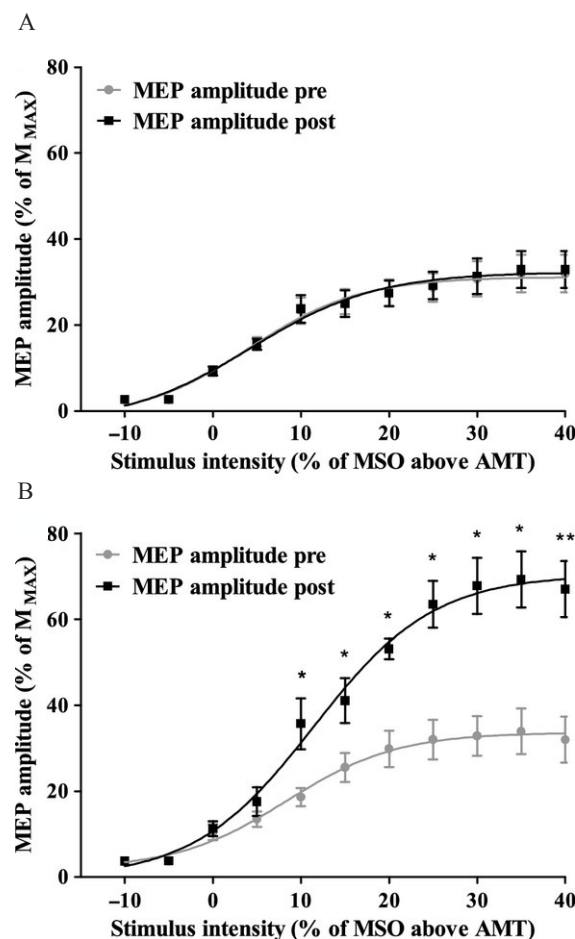 A
80
60
40
20
0
MEP amplitude (% of M_MAX)
MEP amplitude pre
MEP amplitude post
–10 0 10 20 30 40
Stimulus intensity (% of MSO above AMT)
B
80
60
40
20
0
MEP amplitude (% of M_MAX)
MEP amplitude pre
MEP amplitude post
* * * * * * **
–10 0 10 20 30 40
Stimulus intensity (% of MSO above AMT)